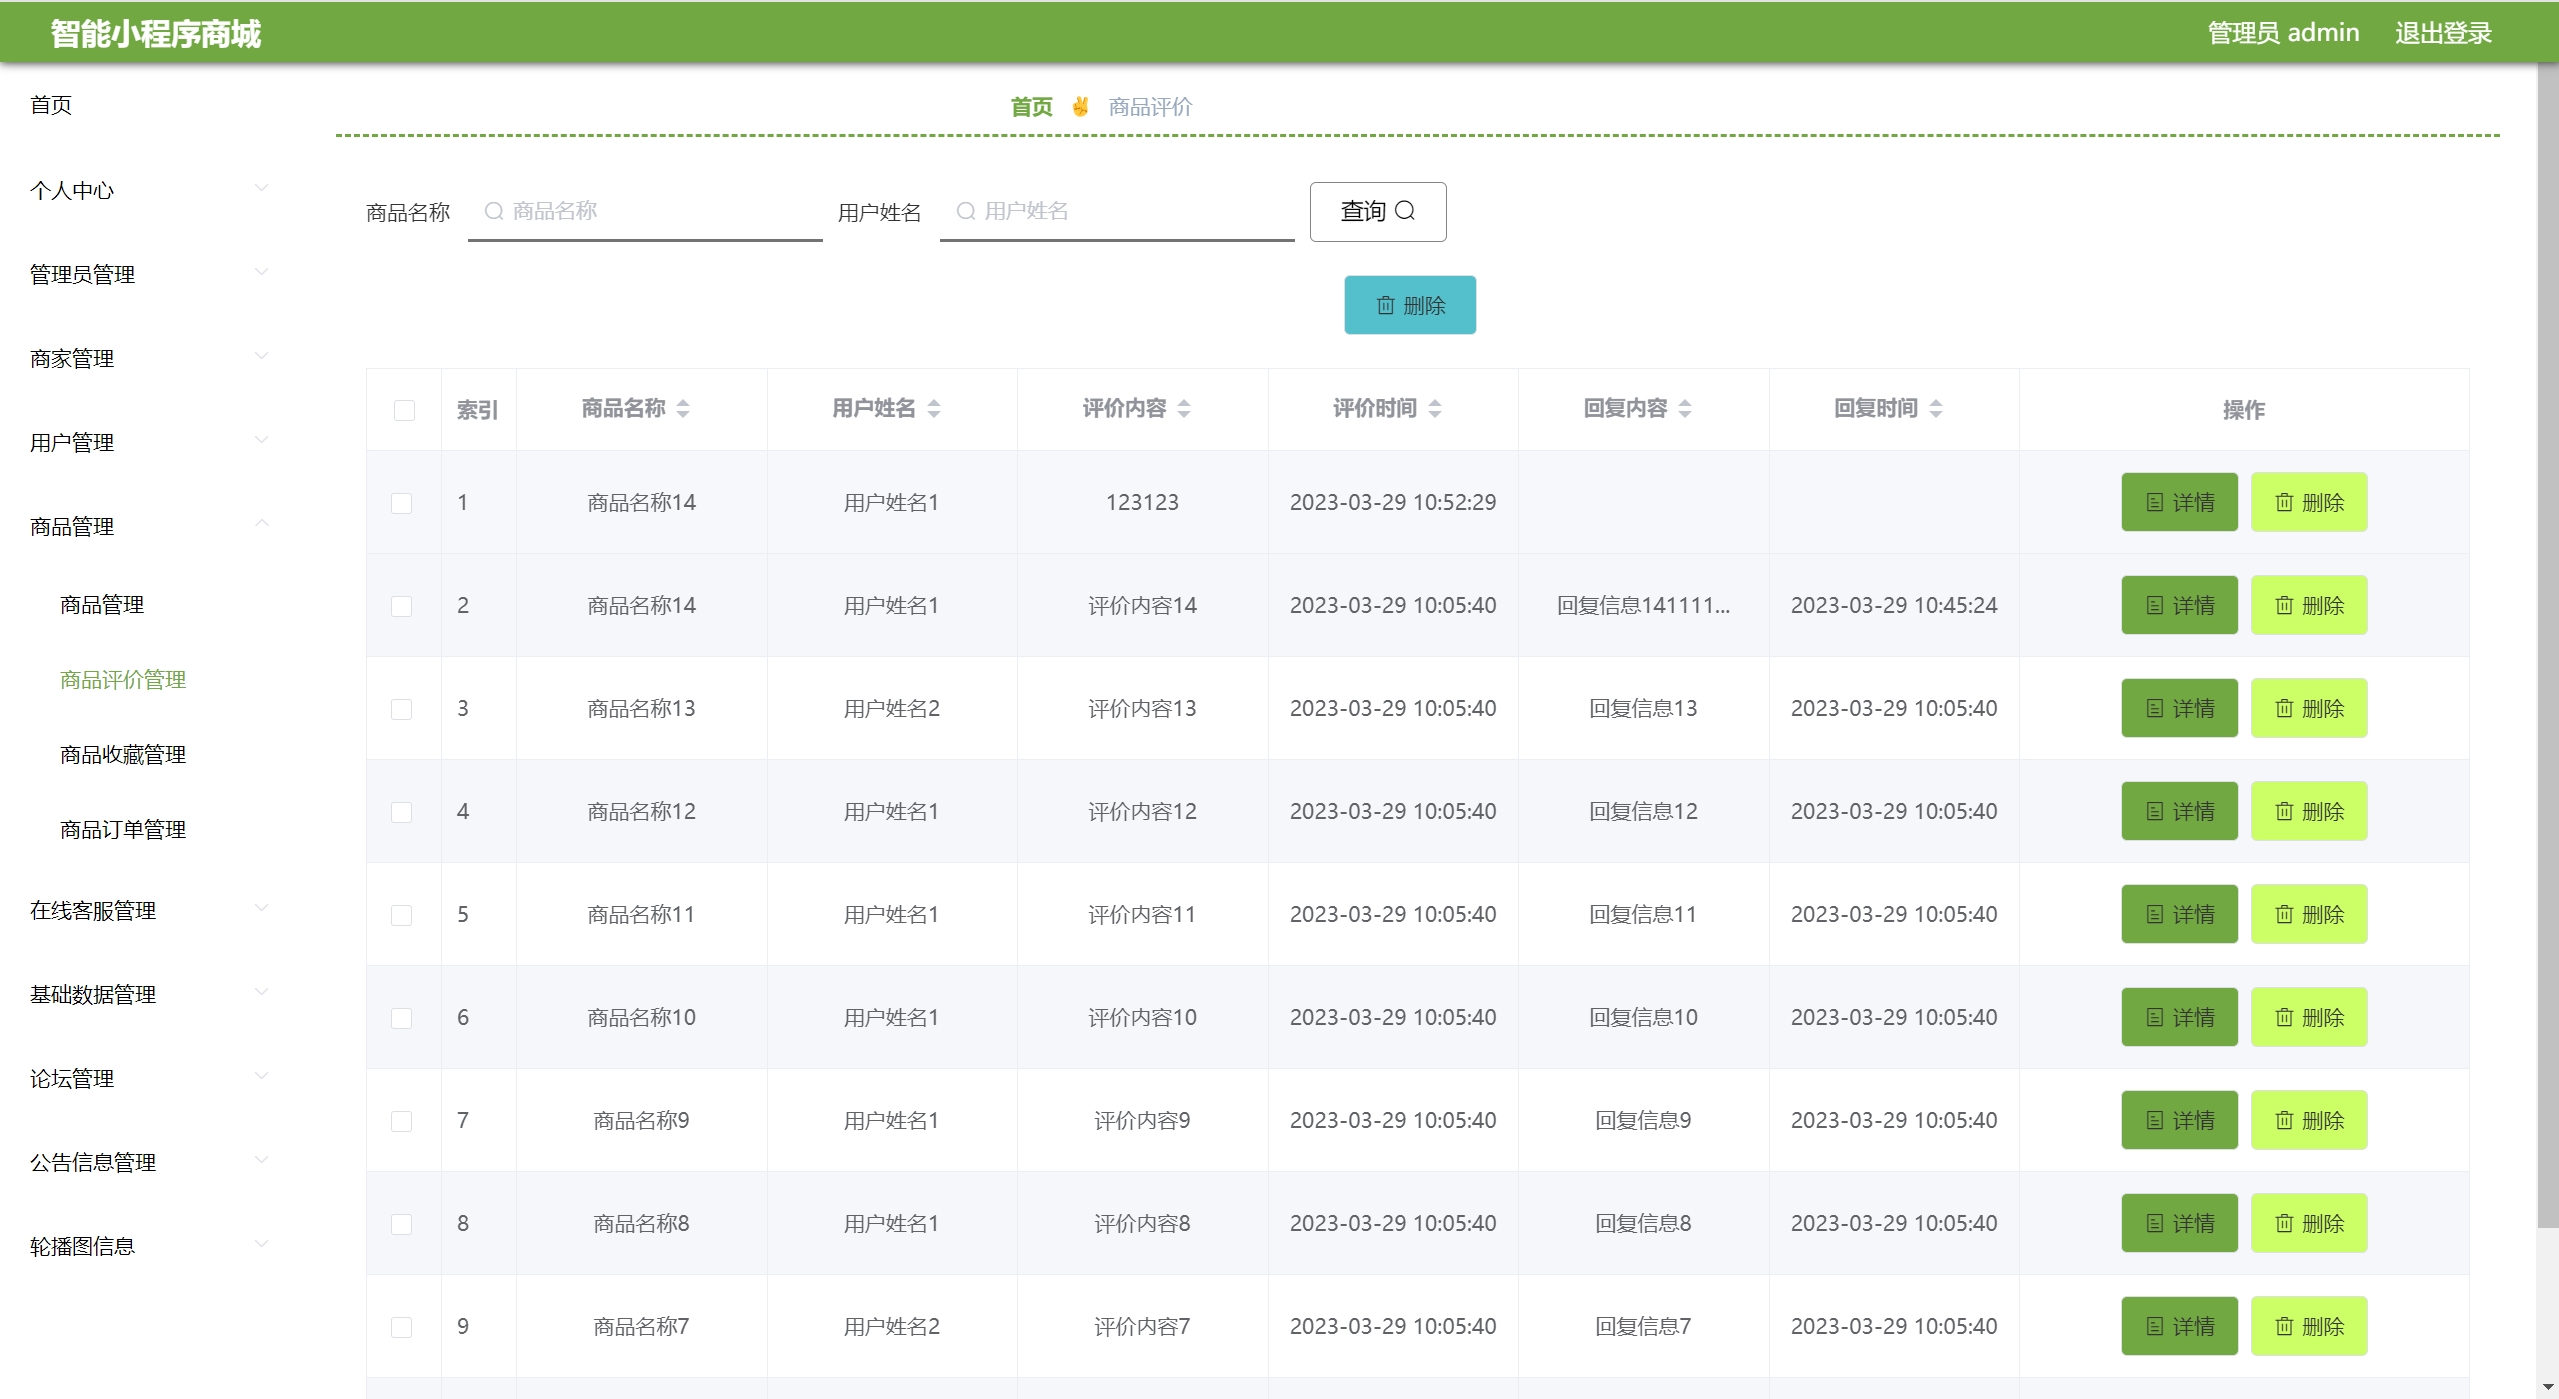 智能小程序商城 管理员 admin 退出登录
首页
个人中心
管理员管理
商家管理
用户管理
商品管理
商品管理
商品评价管理
商品收藏管理
商品订单管理
在线客服管理
基础数据管理
论坛管理
公告信息管理
轮播图信息
首页 ✌ 商品评价
商品名称 商品名称 用户姓名 用户姓名 查询
删除
索引 商品名称 用户姓名 评价内容 评价时间 回复内容 回复时间 操作
1 商品名称14 用户姓名1 123123 2023-03-29 10:52:29 详情 删除
2 商品名称14 用户姓名1 评价内容14 2023-03-29 10:05:40 回复信息141111... 2023-03-29 10:45:24 详情 删除
3 商品名称13 用户姓名2 评价内容13 2023-03-29 10:05:40 回复信息13 2023-03-29 10:05:40 详情 删除
4 商品名称12 用户姓名1 评价内容12 2023-03-29 10:05:40 回复信息12 2023-03-29 10:05:40 详情 删除
5 商品名称11 用户姓名1 评价内容11 2023-03-29 10:05:40 回复信息11 2023-03-29 10:05:40 详情 删除
6 商品名称10 用户姓名1 评价内容10 2023-03-29 10:05:40 回复信息10 2023-03-29 10:05:40 详情 删除
7 商品名称9 用户姓名1 评价内容9 2023-03-29 10:05:40 回复信息9 2023-03-29 10:05:40 详情 删除
8 商品名称8 用户姓名1 评价内容8 2023-03-29 10:05:40 回复信息8 2023-03-29 10:05:40 详情 删除
9 商品名称7 用户姓名2 评价内容7 2023-03-29 10:05:40 回复信息7 2023-03-29 10:05:40 详情 删除